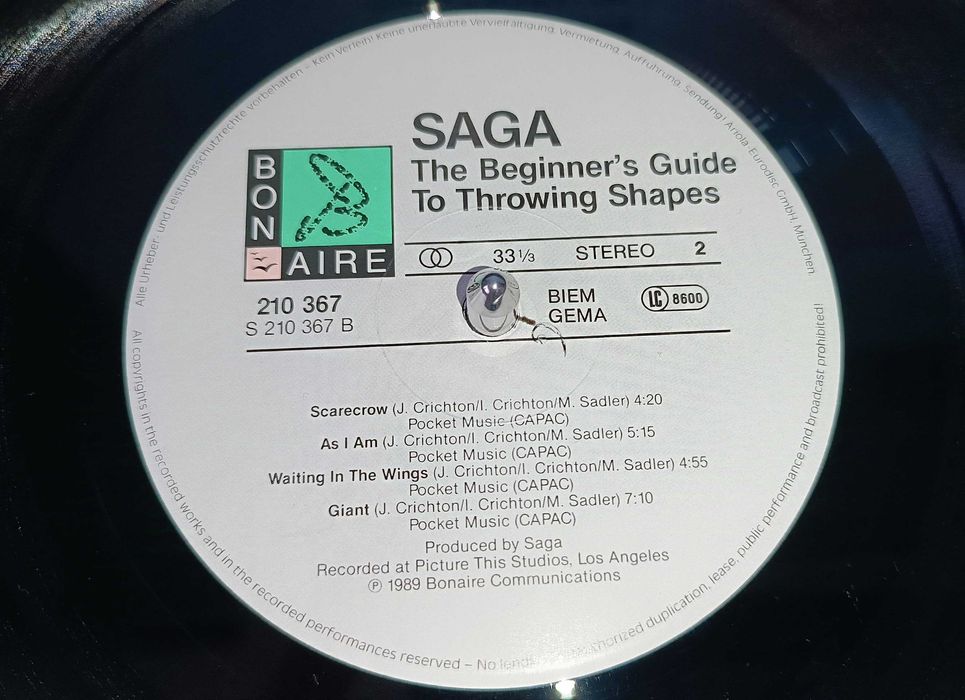 SAGA
The Beginner's Guide
To Throwing Shapes
BON
AIRE
33 1/3 STEREO 2
BIEM
GEMA
LC 8600
210 367
S 210 367 B
Scarecrow (J. Crichton/I. Crichton/M. Sadler) 4:20
Pocket Music (CAPAC)
As I Am (J. Crichton/I. Crichton/M. Sadler) 5:15
Pocket Music (CAPAC)
Waiting In The Wings (J. Crichton/I. Crichton/M. Sadler) 4:55
Pocket Music (CAPAC)
Giant (J. Crichton/I. Crichton/M. Sadler) 7:10
Pocket Music (CAPAC)
Produced by Saga
Recorded at Picture This Studios, Los Angeles
Ⓟ 1989 Bonaire Communications
Alle Urheber- und Leistungsschutzrechte vorbehalten – Kein Verleih! Keine unerlaubte Vervielfältigung, Vermietung, Aufführung, Sendung! Ariola-Eurodisc GmbH, München.
All copyrights in the recorded works and in the recorded performances reserved – No duplication, lease, public performance and broadcast prohibited!